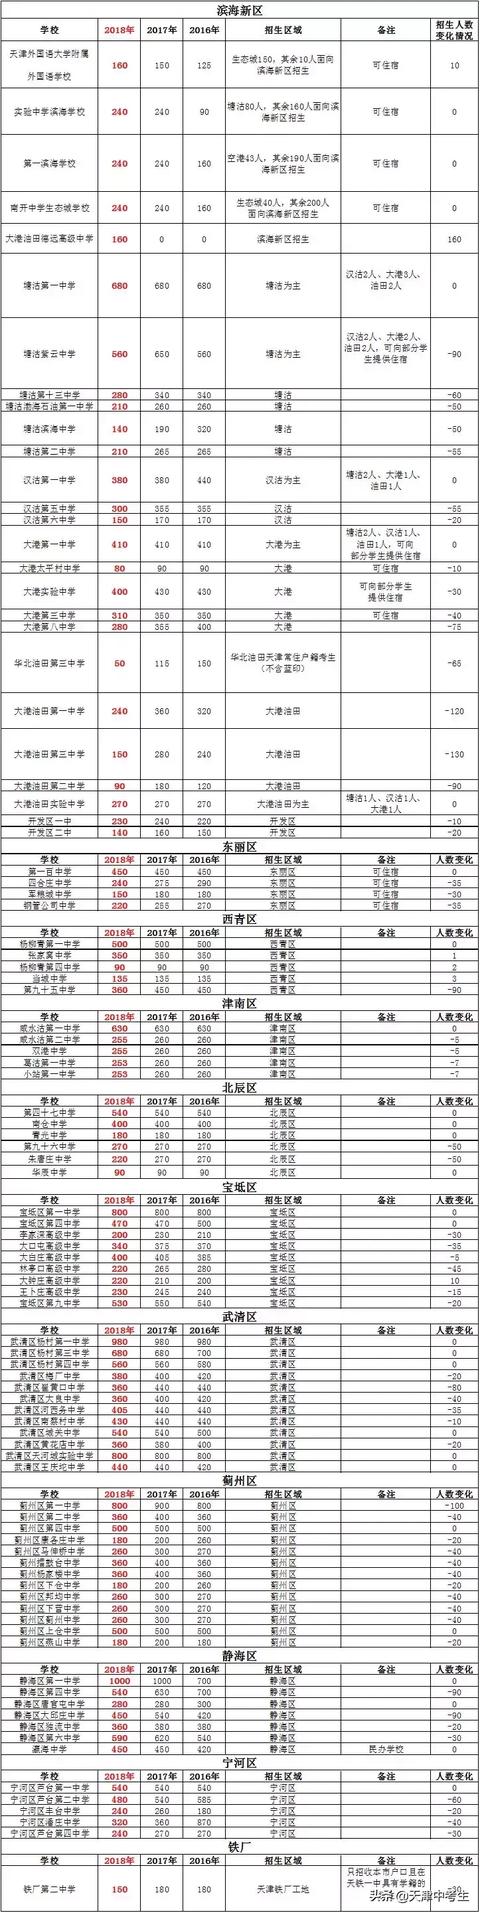 滨海新区
学校 2018年 2017年 2016年 招生区域 备注 招生人数
变化情况
天津外国语大学附属
外国语学校 160 150 125 生态城150，其余10人面向
滨海新区招生 可住宿 10
实验中学滨海学校 240 240 90 塘沽80人，其余160人面向滨
海新区招生 可住宿 0
第一滨海学校 240 240 160 空港43人，其余190人面向滨
海新区招生 可住宿 0
南开中学生态城学校 240 240 160 生态城40人，其余200人
面向滨海新区招生 可住宿 0
大港油田德远高级中学 160 0 0 滨海新区招生 160
塘沽第一中学 680 680 680 塘沽为主 汉沽2人、大港3人、
油田2人 0
塘沽紫云中学 560 650 560 塘沽为主 汉沽2人、大港2人、
油田2人，可向部分学
生提供住宿 -90
塘沽第十三中学 280 340 340 塘沽 -60
塘沽渤海石油第一中学 210 260 260 塘沽 -50
塘沽滨海中学 140 190 320 塘沽 -50
塘沽第二中学 210 265 265 塘沽 -55
汉沽第一中学 380 380 440 汉沽为主 塘沽2人、大港1人、
油田1人 0
汉沽第五中学 300 355 355 汉沽 -55
汉沽第六中学 150 170 170 汉沽 -20
大港第一中学 410 410 410 大港为主 塘沽2人、汉沽1人、
油田1人，可向
部分学生提供住宿 0
大港太平村中学 80 90 90 大港 可住宿 -10
大港实验中学 400 430 430 大港 可向部分学生
提供住宿 -30
大港第三中学 310 350 350 大港 可住宿 -40
大港第八中学 280 355 400 大港 -75
华北油田第三中学 50 115 150 华北油田天津常住户籍考生
（不含蓝印） -65
大港油田第一中学 240 360 320 大港油田 -120
大港油田第三中学 150 280 240 大港油田 -130
大港油田第二中学 90 180 120 大港油田 -90
大港油田实验中学 270 270 270 大港油田为主 塘沽1人、汉沽1人、
大港1人 0
开发区一中 230 240 220 开发区 -10
开发区二中 140 160 150 开发区 -20
东丽区
学校 2018年 2017年 2016年 招生区域 备注 人数变化
第一百中学 450 450 450 东丽区 可住宿 0
四合庄中学 240 275 290 东丽区 可住宿 -35
军粮城中学 150 180 180 东丽区 可住宿 -30
钢管公司中学 220 255 270 东丽区 可住宿 -35
西青区
学校 2018年 2017年 2016年 招生区域 备注 人数变化
杨柳青第一中学 500 500 500 西青区 0
张家窝中学 350 350 350 西青区 1
杨柳青第四中学 90 90 90 西青区 2
当城中学 135 135 135 西青区 3
第九十五中学 360 450 450 西青区 -90
津南区
学校 2018年 2017年 2016年 招生区域 备注 人数变化
咸水沽第一中学 630 630 630 津南区 0
咸水沽第二中学 255 260 260 津南区 -5
双港中学 255 260 260 津南区 -5
葛沽第一中学 253 260 260 津南区 -7
小站第一中学 253 260 260 津南区 -7
北辰区
学校 2018年 2017年 2016年 招生区域 备注 人数变化
第四十七中学 540 540 540 北辰区 0
南仓中学 400 400 400 北辰区 0
青光中学 180 180 180 北辰区 0
第九十六中学 270 270 270 北辰区 -50
朱唐庄中学 220 270 270 北辰区 -50
华辰中学 90 90 90 北辰区 0
宝坻区
学校 2018年 2017年 2016年 招生区域 备注 人数变化
宝坻区第一中学 800 800 800 宝坻区 0
宝坻区第四中学 470 470 500 宝坻区 0
李家深高级中学 200 230 210 宝坻区 -30
大口屯高级中学 340 375 370 宝坻区 -35
大白庄高级中学 400 405 385 宝坻区 -5
林亭口高级中学 220 265 280 宝坻区 -45
大钟庄高级中学 220 210 200 宝坻区 10
王卜庄高级中学 230 245 240 宝坻区 -15
宝坻区第九中学 530 550 540 宝坻区 -20
武清区
学校 2018年 2017年 2016年 招生区域 备注 人数变化
武清区杨村第一中学 980 980 980 武清区 0
武清区杨村第三中学 680 680 700 武清区 0
武清区杨村第四中学 560 560 580 武清区 0
武清区梅厂中学 380 400 420 武清区 -20
武清区崔黄口中学 360 440 440 武清区 -80
武清区大良中学 360 400 420 武清区 -40
武清区河西务中学 405 440 440 武清区 -35
武清区南蔡村中学 430 440 440 武清区 -10
武清区城关中学 540 540 500 武清区 0
武清区黄花店中学 360 380 400 武清区 -20
武清区天河城实验中学 800 800 800 武清区 0
武清区王庆坨中学 440 440 420 武清区 0
蓟州区
学校 2018年 2017年 2016年 招生区域 备注 人数变化
蓟州区第一中学 800 900 800 蓟州区 -100
蓟州区第二中学 360 400 360 蓟州区 -40
蓟州区第四中学 500 500 500 蓟州区 0
蓟州区康各庄中学 180 200 260 蓟州区 -20
蓟州区马伸桥中学 260 300 270 蓟州区 -40
蓟州擂鼓台中学 360 400 360 蓟州区 -40
蓟州杨家楼中学 360 400 360 蓟州区 -40
蓟州区下仓中学 180 200 260 蓟州区 -20
蓟州区邦均中学 260 300 270 蓟州区 -40
蓟州区下营中学 260 300 270 蓟州区 -40
蓟州区蓟州中学 260 300 270 蓟州区 -40
蓟州区上仓中学 500 500 500 蓟州区 0
蓟州区燕山中学 180 200 180 蓟州区 -20
静海区
学校 2018年 2017年 2016年 招生区域 备注 人数变化
静海区第一中学 1000 1000 700 静海区 0
静海区第四中学 540 630 700 静海区 -90
静海区唐官屯中学 280 280 300 静海区 0
静海区大邱庄中学 450 540 420 静海区 -90
静海区独流中学 360 380 380 静海区 -20
静海区第六中学 590 620 540 静海区 -30
瀛海中学 450 450 420 静海区 民办学校 0
宁河区
学校 2018年 2017年 2016年 招生区域 备注 人数变化
宁河区芦台第一中学 540 540 540 宁河区 0
宁河区芦台第二中学 480 540 585 宁河区 -60
宁河区丰台中学 240 260 180 宁河区 -20
宁河区潘庄中学 320 360 870 宁河区 -40
宁河区芦台第四中学 240 270 270 宁河区 -30
铁厂
学校 2018年 2017年 2016年 招生区域 备注 人数变化
铁厂第二中学 150 180 180 天津铁厂工地 只招收本市户口且在
天铁一中具有学籍的 -30
头条@天津中考生